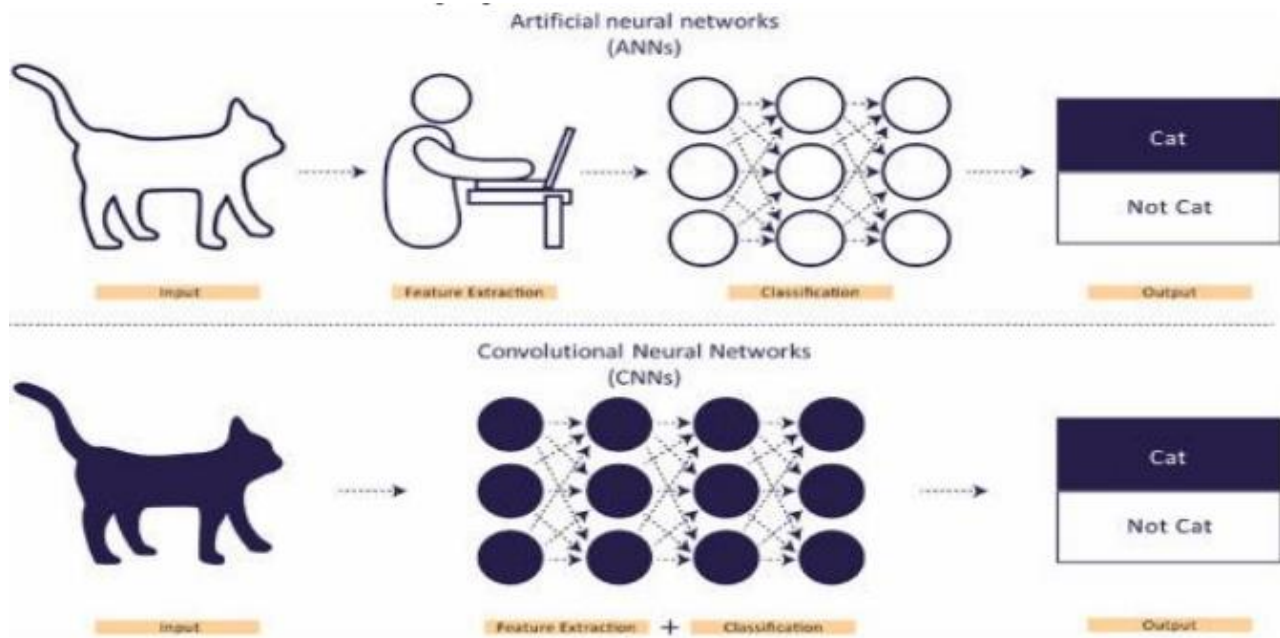 Artificial neural networks
(ANNs)
Cat
Not Cat
Input
Feature Extraction
Classification
Output
Convolutional Neural Networks
(CNNs)
Cat
Not Cat
Input
Feature Extraction + Classification
Output